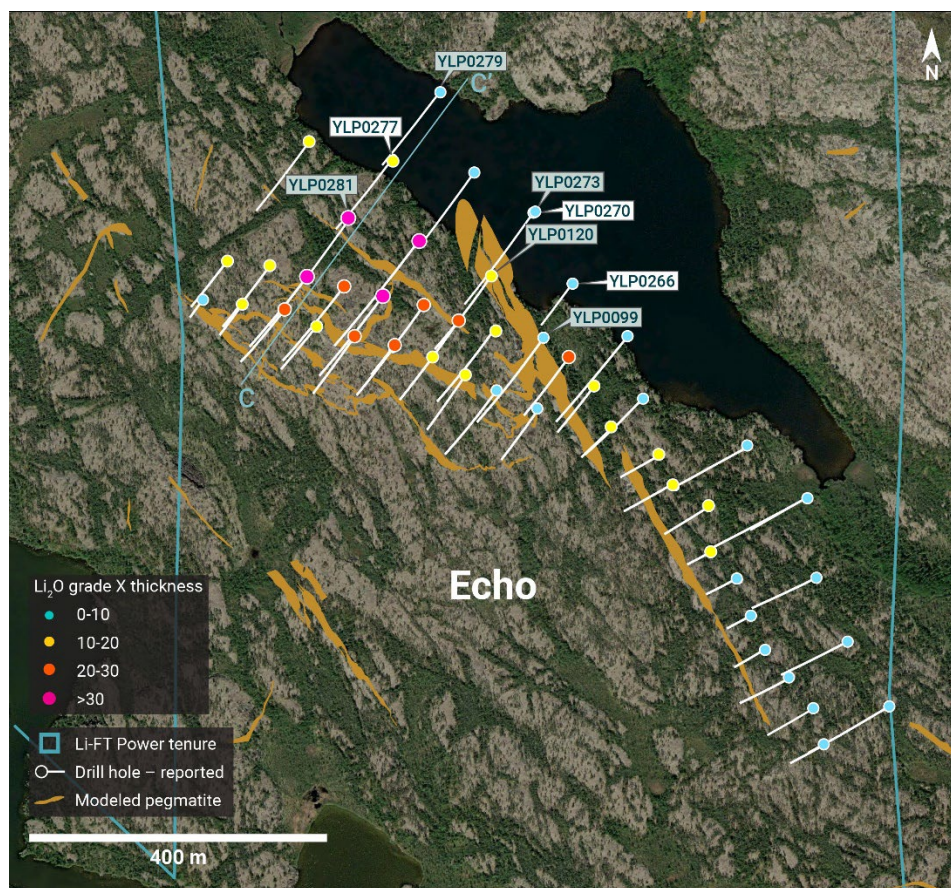 N
YLP0279
C'
YLP0277
YLP0281
YLP0273
YLP0270
YLP0120
YLP0266
YLP0099
C
Echo
Li₂O grade X thickness
0-10
10-20
20-30
>30
Li-FT Power tenure
Drill hole – reported
Modeled pegmatite
400 m